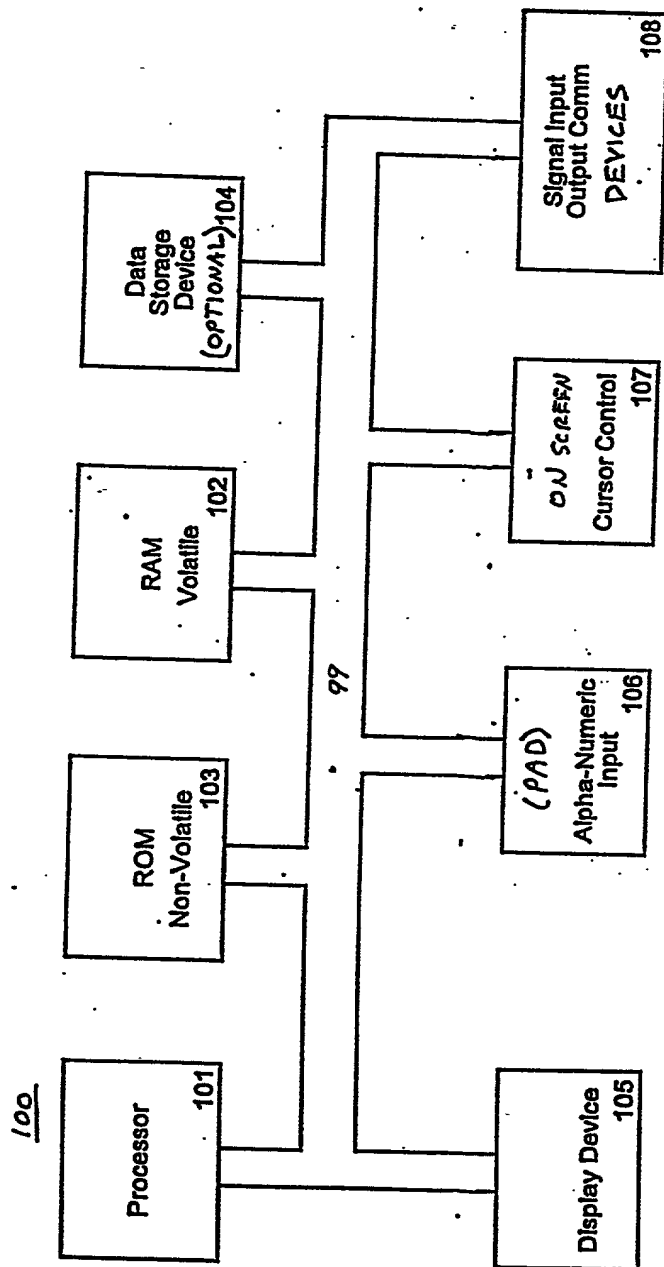 100
Processor
101
ROM
Non-Volatile
103
RAM
Volatile
102
Data
Storage
Device
(OPTIONAL)
104
99
Display Device
105
(PAD)
Alpha-Numeric
Input
106
ON SCREEN
Cursor Control
107
Signal Input
Output Comm
DEVICES
108